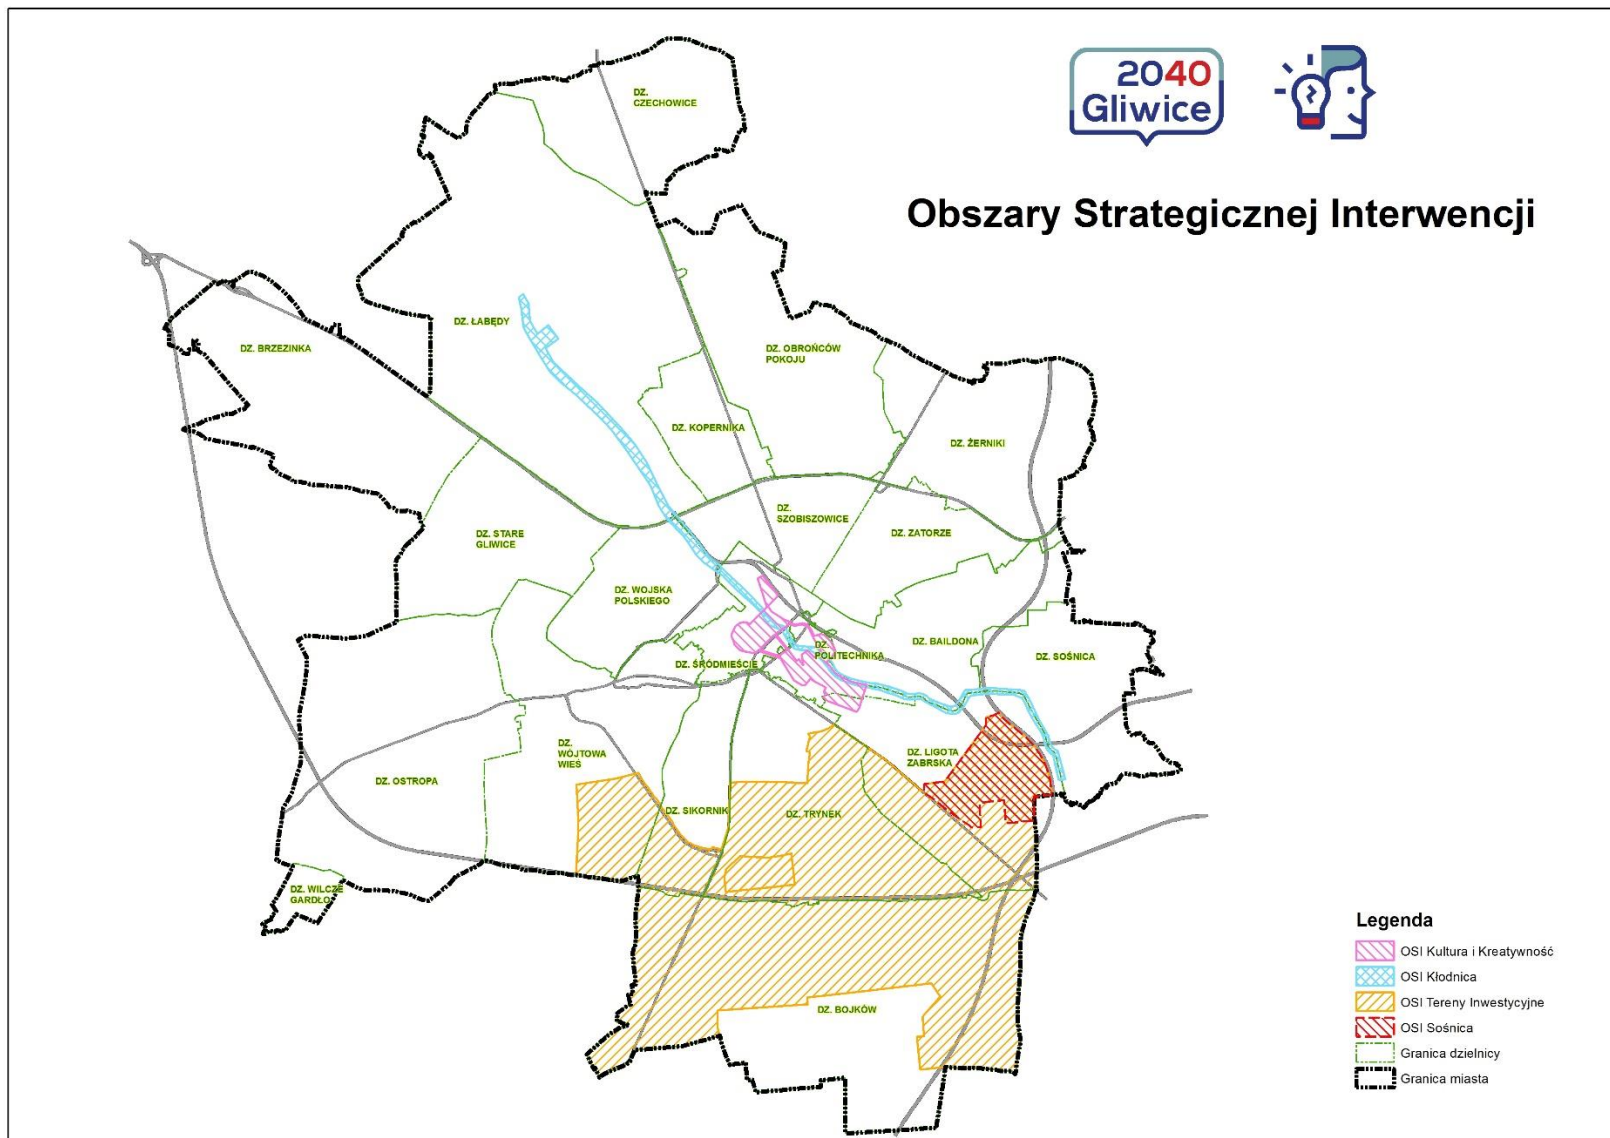 2040
Gliwice
Obszary Strategicznej Interwencji
DZ.
CZECHOWICE
DZ. ŁABĘDY
DZ. BRZEZINKA
DZ. OBROŃCÓW
POKOJU
DZ. KOPERNIKA
DZ. ŻERNIKI
DZ.
SZOBISZOWICE
DZ. STARE
GLIWICE
DZ. ZATORZE
DZ. WOJSKA
POLSKIEGO
DZ. BAILDONA
DZ.
POLITECHNIKA
DZ. SOŚNICA
DZ. ŚRÓDMIEŚCIE
DZ.
WÓJTOWA
WIEŚ
DZ. LIGOTA
ZABRSKA
DZ. OSTROPA
DZ. SIKORNIK
DZ. TRYNEK
DZ. WILCZE
GARDŁO
DZ. BOJKÓW
Legenda
OSI Kultura i Kreatywność
OSI Kłodnica
OSI Tereny Inwestycyjne
OSI Sośnica
Granica dzielnicy
Granica miasta